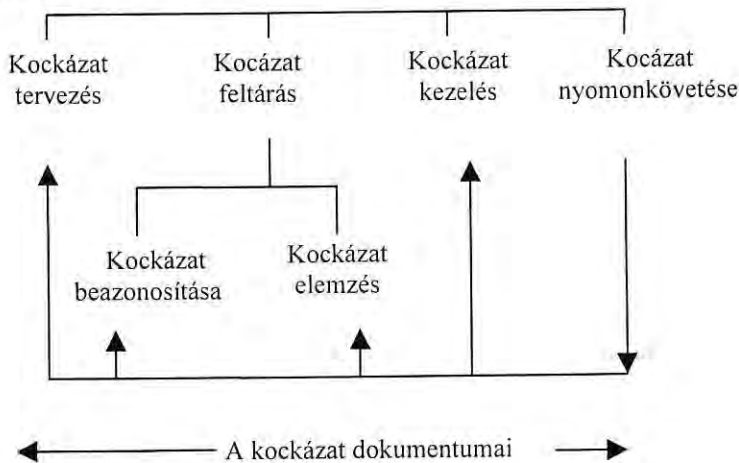 Kockázat
tervezés
Kocázat
feltárás
Kockázat
kezelés
Kocázat
nyomonkövetése
Kockázat
beazonosítása
Kockázat
elemzés
A kockázat dokumentumai